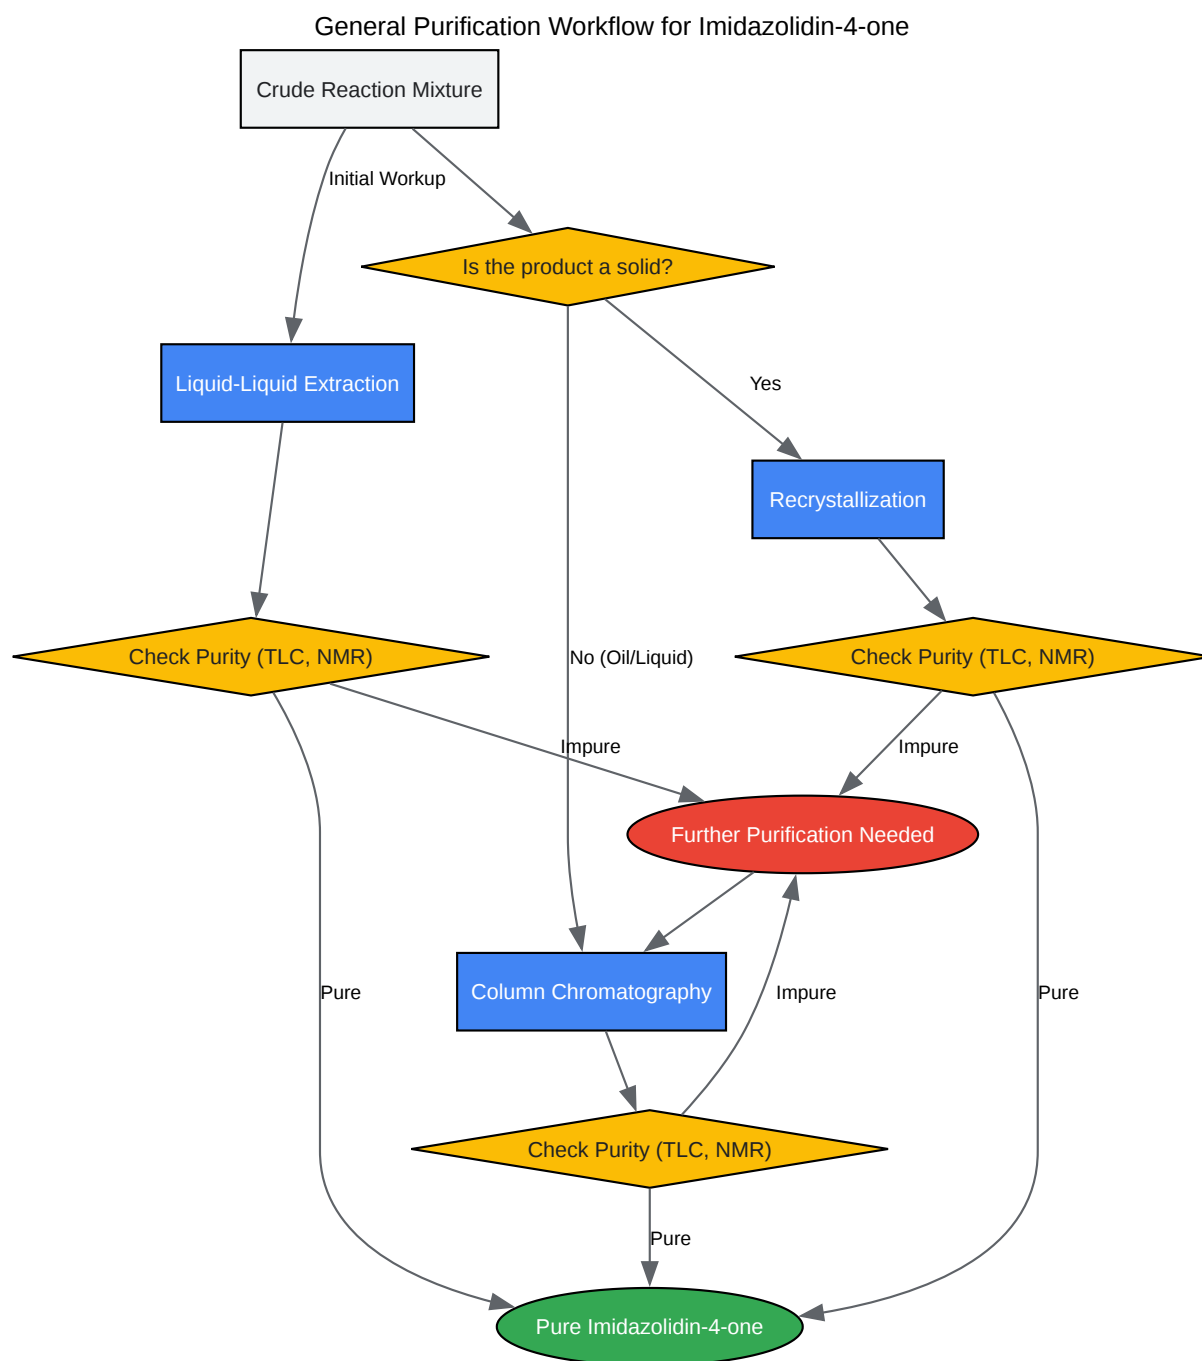 General Purification Workflow for Imidazolidin-4-one
Crude Reaction Mixture
Initial Workup
Is the product a solid?
Liquid-Liquid Extraction
Yes
Recrystallization
Check Purity (TLC, NMR)
No (Oil/Liquid)
Check Purity (TLC, NMR)
Impure
Impure
Further Purification Needed
Pure
Column Chromatography
Impure
Pure
Check Purity (TLC, NMR)
Pure
Pure Imidazolidin-4-one